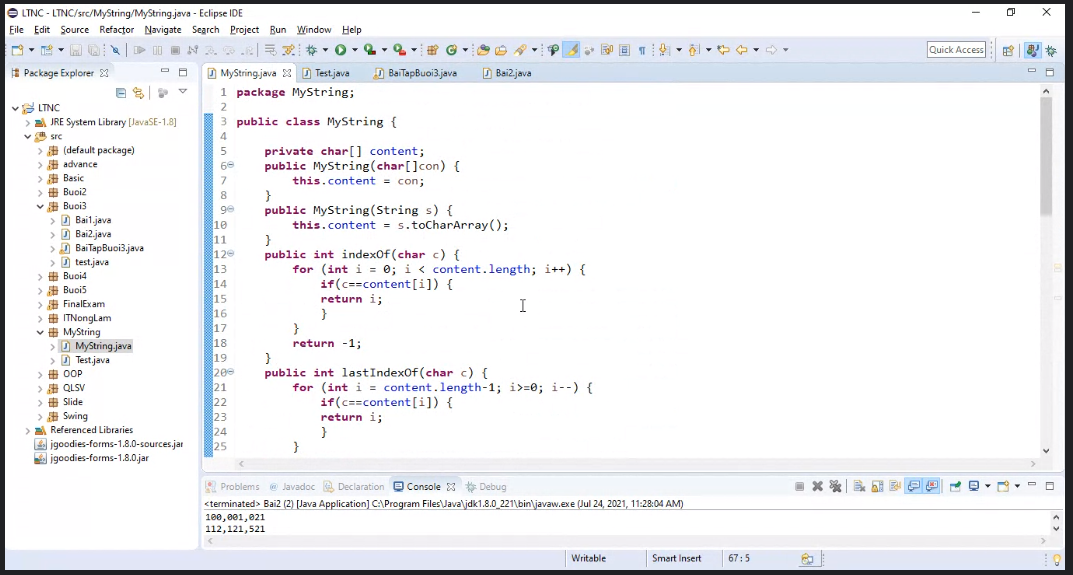 LTNC - LTNC/src/MyString/MyString.java - Eclipse IDE
File Edit Source Refactor Navigate Search Project Run Window Help
Quick Access
Package Explorer
LTNC
JRE System Library [JavaSE-1.8]
src
(default package)
advance
Basic
Buoi2
Buoi3
Bai1.java
Bai2.java
BaiTapBuoi3.java
test.java
Buoi4
Buoi5
FinalExam
ITNongLam
MyString
MyString.java
Test.java
OOP
QLSV
Slide
Swing
Referenced Libraries
jgoodies-forms-1.8.0-sources.jar
jgoodies-forms-1.8.0.jar
MyString.java Test.java BaiTapBuoi3.java Bai2.java
1 package MyString;
2
3 public class MyString {
4
5 private char[] content;
6 public MyString(char[]con) {
7 this.content = con;
8 }
9 public MyString(String s) {
10 this.content = s.toCharArray();
11 }
12 public int indexOf(char c) {
13 for (int i = 0; i < content.length; i++) {
14 if(c==content[i]) {
15 return i;
16 }
17 }
18 return -1;
19 }
20 public int lastIndexOf(char c) {
21 for (int i = content.length-1; i>=0; i--) {
22 if(c==content[i]) {
23 return i;
24 }
25 }
Problems Javadoc Declaration Console Debug
<terminated> Bai2 (2) [Java Application] C:\Program Files\Java\jdk1.8.0_221\bin\javaw.exe (Jul 24, 2021, 11:28:04 AM)
100,001,021
112,121,521
Writable Smart Insert 67 : 5